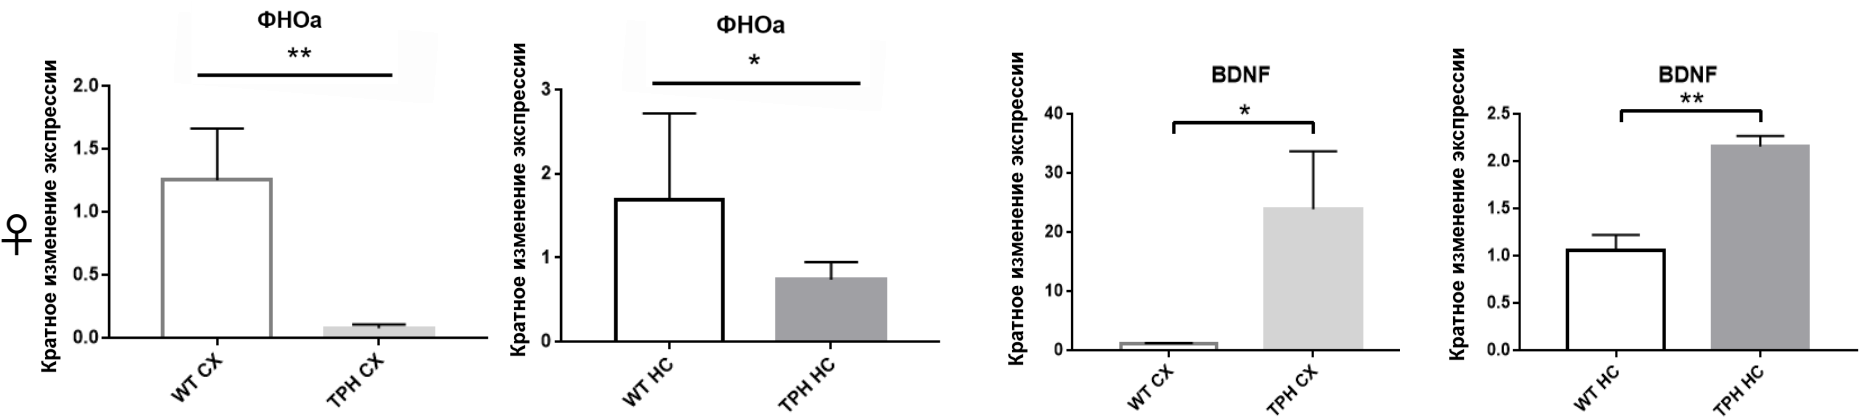 ♀
ФНОа
**
Кратное изменение экспрессии
2.0
1.5
1.0
0.5
0.0
WT CX
TPH CX
ФНОа
*
Кратное изменение экспрессии
3
2
1
0
WT HC
TPH HC
BDNF
*
Кратное изменение экспрессии
40
30
20
10
0
WT CX
TPH CX
BDNF
**
Кратное изменение экспрессии
2.5
2.0
1.5
1.0
0.5
0.0
WT HC
TPH HC